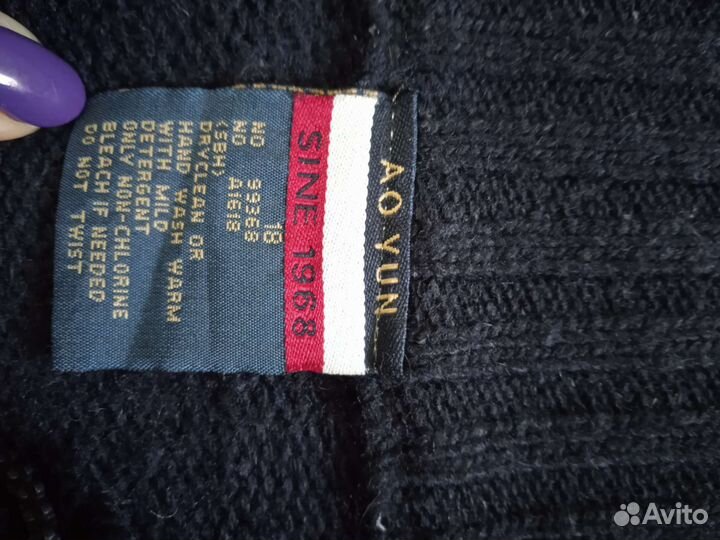 AO YUN
SINE 1968
18
NO 99368
NO A1618
(SBH)
DRYCLEAN OR
HAND WASH WARM
WITH MILD
DETERGENT
ONLY NON-CHLORINE
BLEACH IF NEEDED
DO NOT TWIST
Avito